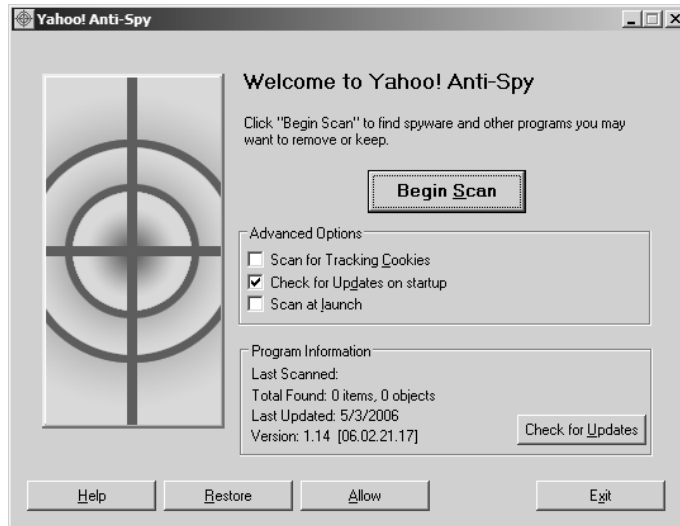 Yahoo! Anti-Spy
Welcome to Yahoo! Anti-Spy
Click "Begin Scan" to find spyware and other programs you may
want to remove or keep.
Begin Scan
Advanced Options
Scan for Tracking Cookies
Check for Updates on startup
Scan at launch
Program Information
Last Scanned:
Total Found: 0 items, 0 objects
Last Updated: 5/3/2006
Version: 1.14 [06.02.21.17]
Check for Updates
Help
Restore
Allow
Exit